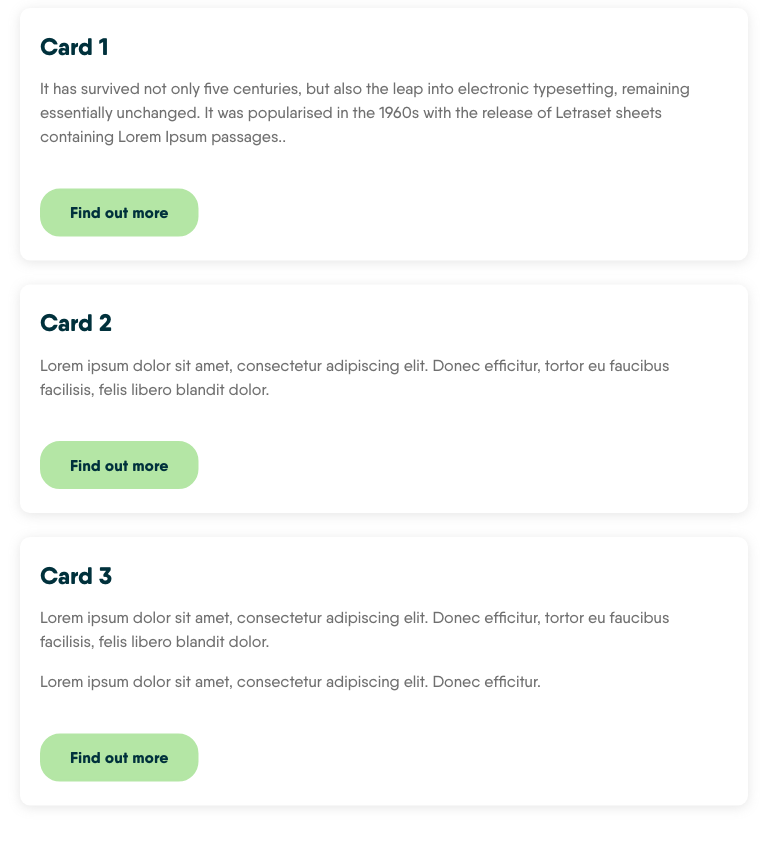 Card 1
It has survived not only five centuries, but also the leap into electronic typesetting, remaining
essentially unchanged. It was popularised in the 1960s with the release of Letraset sheets
containing Lorem Ipsum passages..
Find out more
Card 2
Lorem ipsum dolor sit amet, consectetur adipiscing elit. Donec efficitur, tortor eu faucibus
facilisis, felis libero blandit dolor.
Find out more
Card 3
Lorem ipsum dolor sit amet, consectetur adipiscing elit. Donec efficitur, tortor eu faucibus
facilisis, felis libero blandit dolor.
Lorem ipsum dolor sit amet, consectetur adipiscing elit. Donec efficitur.
Find out more